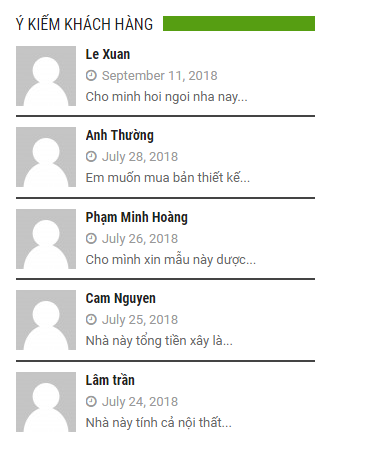 Ý KIẾM KHÁCH HÀNG
Le Xuan
September 11, 2018
Cho minh hoi ngoi nha nay...
Anh Thường
July 28, 2018
Em muốn mua bản thiết kế...
Phạm Minh Hoàng
July 26, 2018
Cho mình xin mẫu này dược...
Cam Nguyen
July 25, 2018
Nhà này tổng tiền xây là...
Lâm trần
July 24, 2018
Nhà này tính cả nội thất...